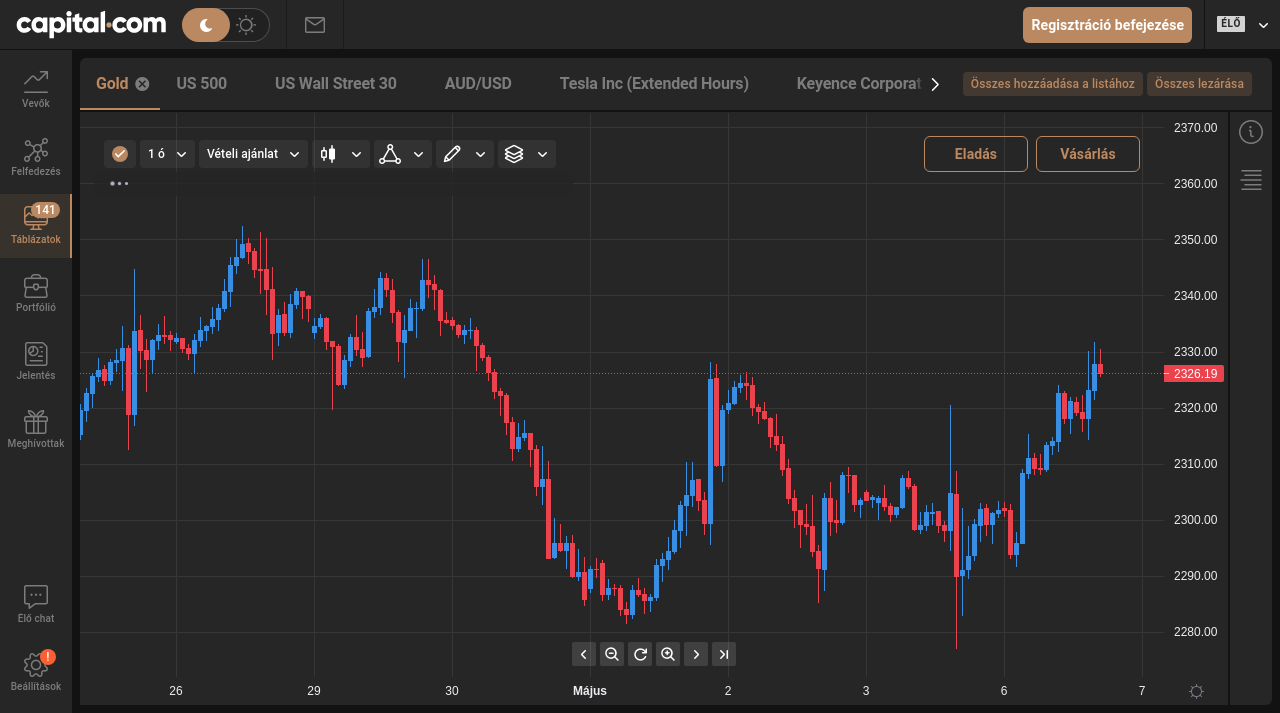 capital.com
Regisztráció befejezése
ÉLŐ
Vevők
Felfedezés
141
Táblázatok
Portfólió
Jelentés
Meghívottak
Élő chat
!
Beállítások
Gold
US 500
US Wall Street 30
AUD/USD
Tesla Inc (Extended Hours)
Keyence Corporat
Összes hozzáadása a listához
Összes lezárása
1 ó
Vételi ajánlat
Eladás
Vásárlás
2370.00
2360.00
2350.00
2340.00
2330.00
2326.19
2320.00
2310.00
2300.00
2290.00
2280.00
26
29
30
Május
2
3
6
7